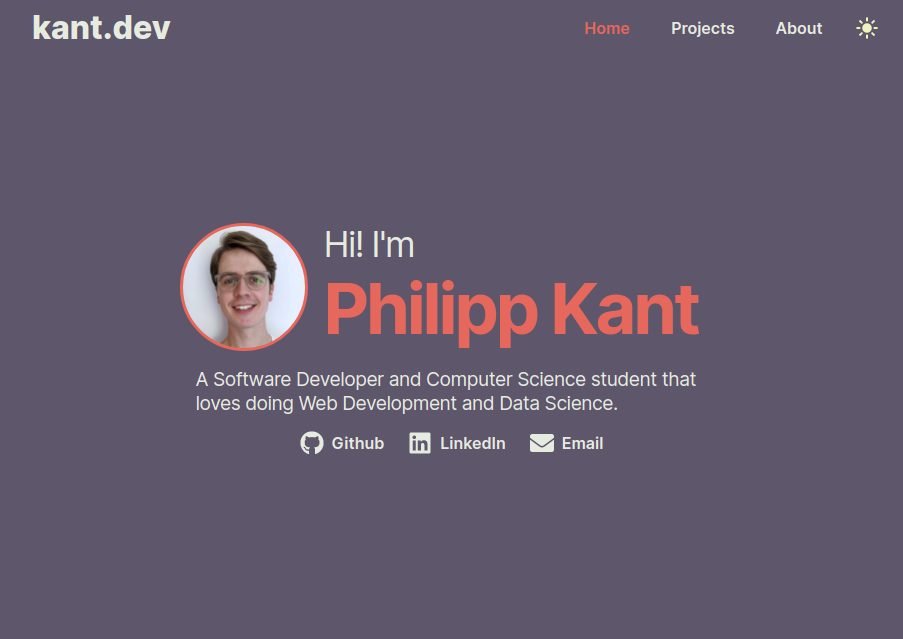 kant.dev
Home Projects About
Hi! I'm
Philipp Kant
A Software Developer and Computer Science student that
loves doing Web Development and Data Science.
Github LinkedIn Email